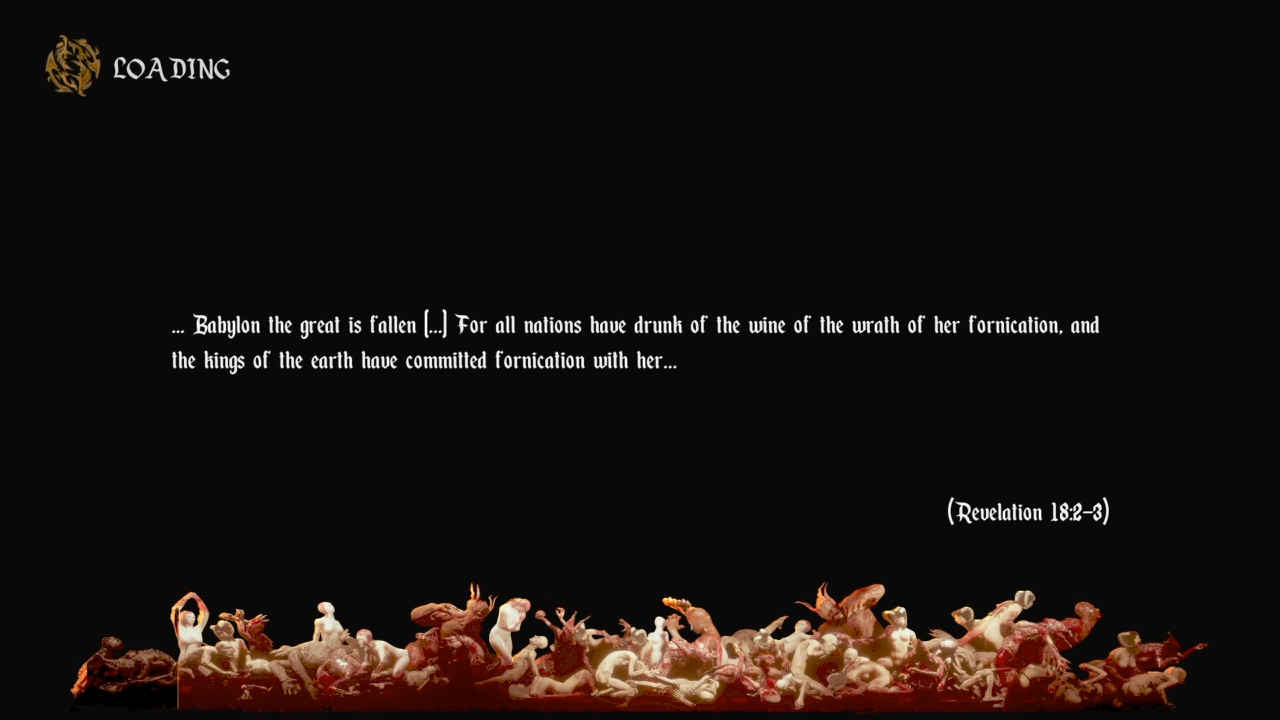 LOADING
... Babylon the great is fallen [...] For all nations have drunk of the wine of the wrath of her fornication, and
the kings of the earth have committed fornication with her...
(Revelation 18:2-3)